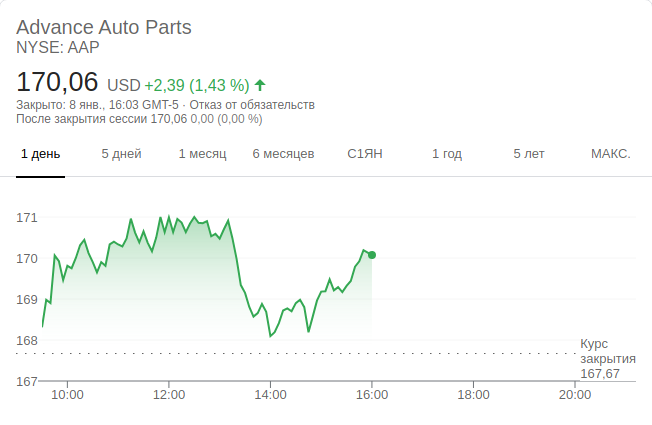 Advance Auto Parts
NYSE: AAP
170,06 USD +2,39 (1,43 %)
Закрыто: 8 янв., 16:03 GMT-5 · Отказ от обязательств
После закрытия сессии 170,06 0,00 (0,00 %)
1 день 5 дней 1 месяц 6 месяцев С1ЯН 1 год 5 лет МАКС.
171
170
169
168
Курс
закрытия
167,67
167
10:00 12:00 14:00 16:00 18:00 20:00